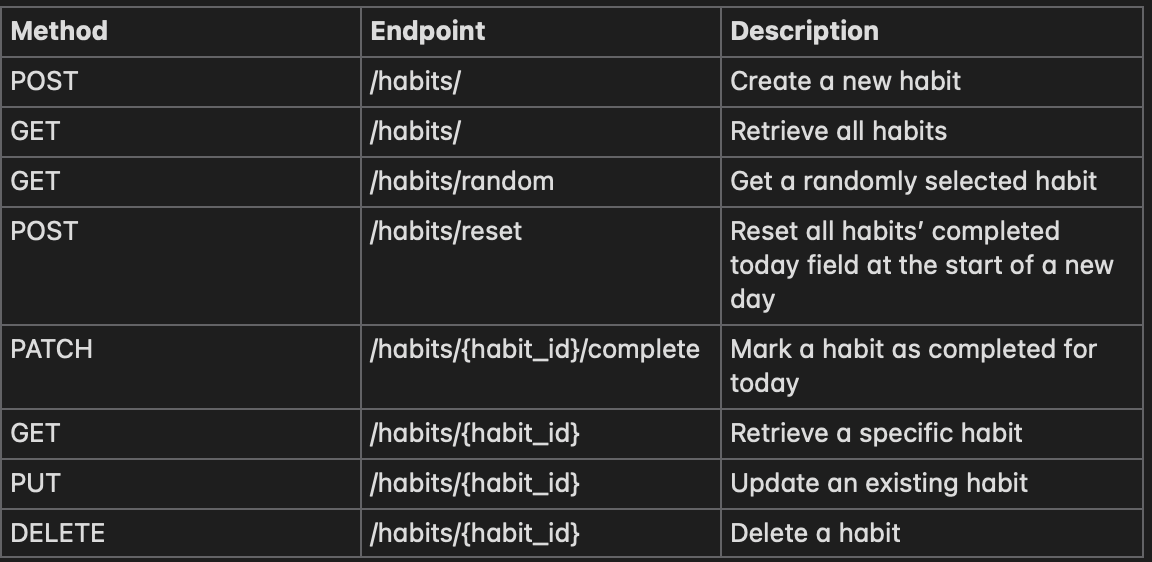 Method Endpoint Description
POST /habits/ Create a new habit
GET /habits/ Retrieve all habits
GET /habits/random Get a randomly selected habit
POST /habits/reset Reset all habits’ completed
today field at the start of a new
day
PATCH /habits/{habit_id}/complete Mark a habit as completed for
today
GET /habits/{habit_id} Retrieve a specific habit
PUT /habits/{habit_id} Update an existing habit
DELETE /habits/{habit_id} Delete a habit